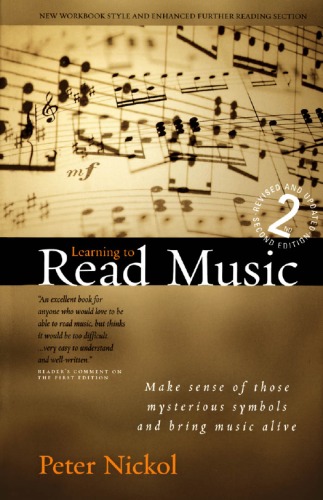 NEW WORKBOOK STYLE AND ENHANCED FURTHER READING SECTION
mf
REVISED AND UPDATED
2ND
SECOND EDITION
Learning to
Read Music
"An excellent book for
anyone who would love to be
able to read music, but thinks
it would be too difficult
...very easy to understand
and well-written."
READER'S COMMENT ON
THE FIRST EDITION
Make sense of those
mysterious symbols
and bring music alive
Peter Nickol